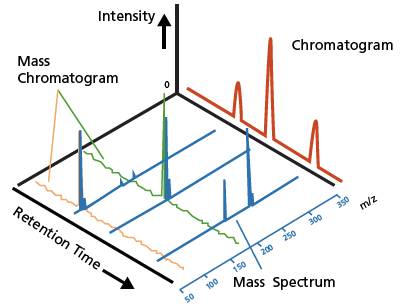 Intensity
Chromatogram
Mass
Chromatogram
0
Retention Time
m/z
50
100
150
200
250
300
350
Mass Spectrum